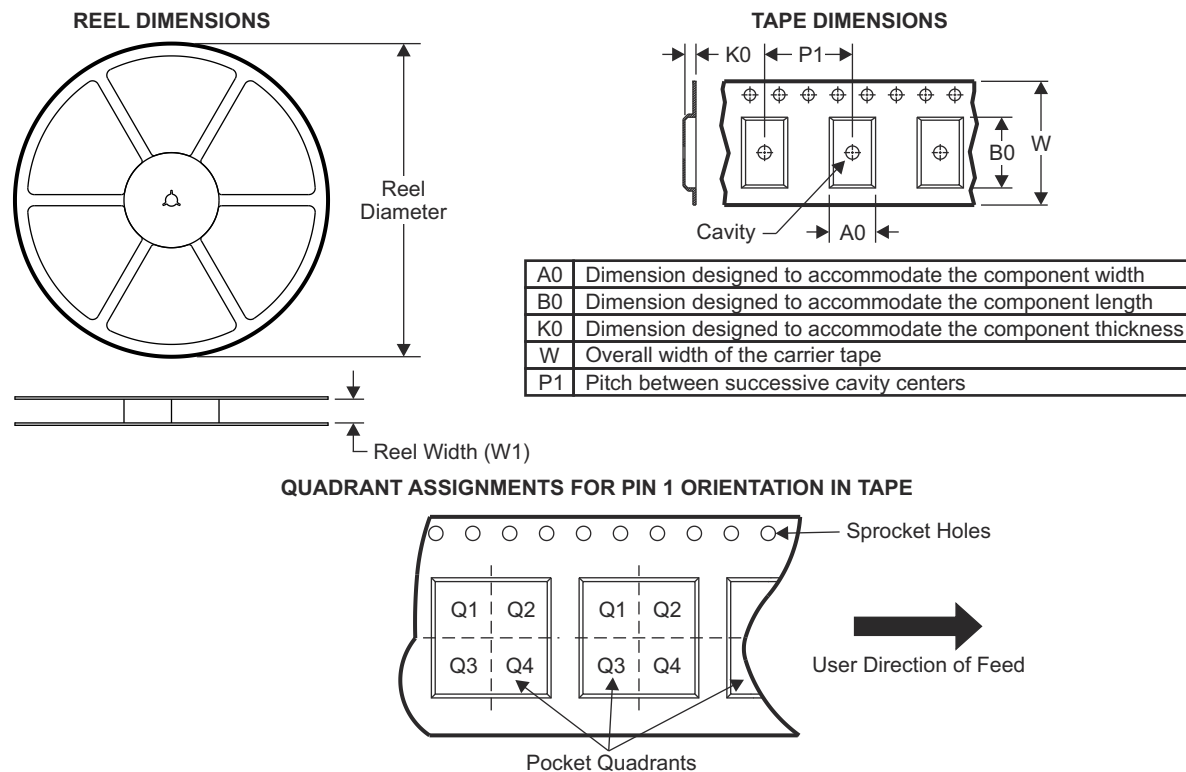 REEL DIMENSIONS
Reel
Diameter
Reel Width (W1)
TAPE DIMENSIONS
K0
P1
B0
W
Cavity
A0
A0 Dimension designed to accommodate the component width
B0 Dimension designed to accommodate the component length
K0 Dimension designed to accommodate the component thickness
W Overall width of the carrier tape
P1 Pitch between successive cavity centers
QUADRANT ASSIGNMENTS FOR PIN 1 ORIENTATION IN TAPE
Sprocket Holes
Q1 Q2 Q1 Q2
Q3 Q4 Q3 Q4
User Direction of Feed
Pocket Quadrants